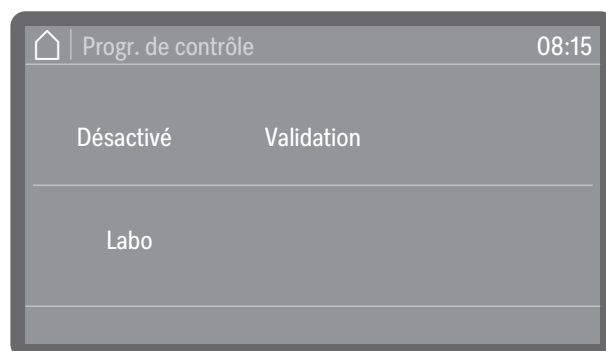 Progr. de contrôle 08:15
Désactivé Validation
Labo